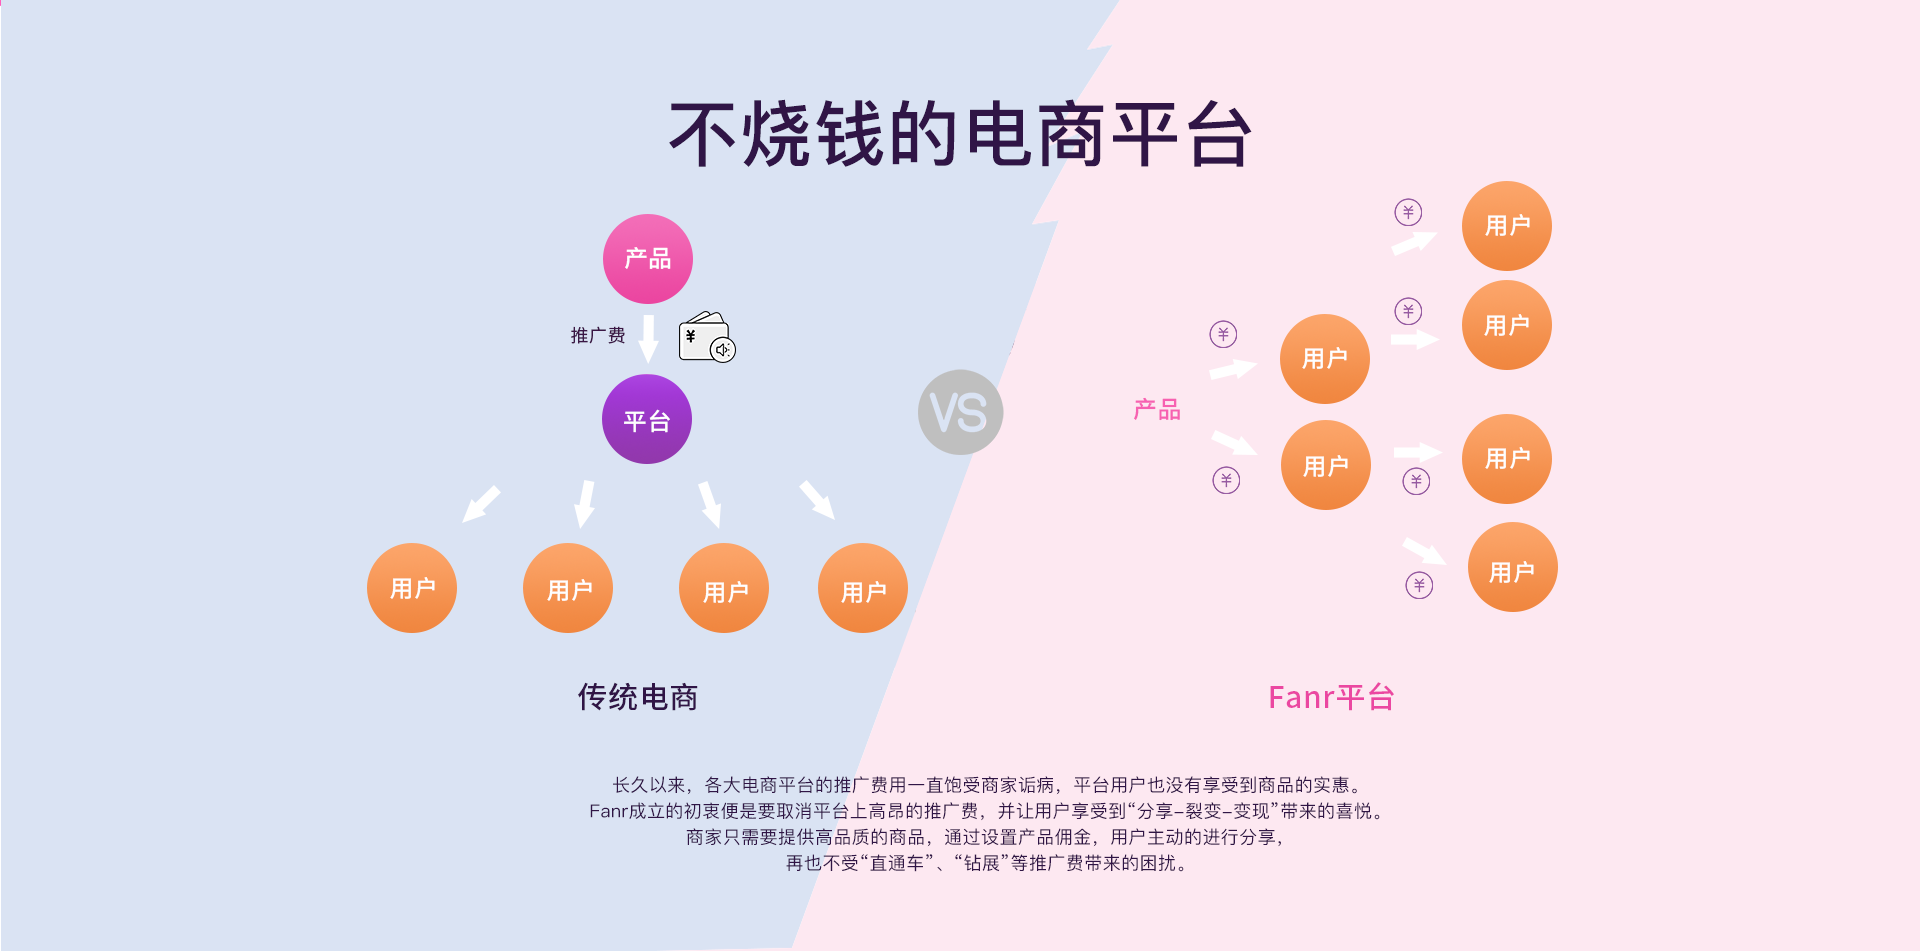 不烧钱的电商平台
产品
推广费
¥
平台
用户
用户
用户
用户
传统电商
VS
产品
¥
¥
用户
用户
¥
¥
¥
¥
用户
用户
用户
用户
Fanr平台
长久以来，各大电商平台的推广费用一直饱受商家诟病，平台用户也没有享受到商品的实惠。
Fanr成立的初衷便是要取消平台上高昂的推广费，并让用户享受到“分享–裂变–变现”带来的喜悦。
商家只需要提供高品质的商品，通过设置产品佣金，用户主动的进行分享，
再也不受“直通车”、“钻展”等推广费带来的困扰。